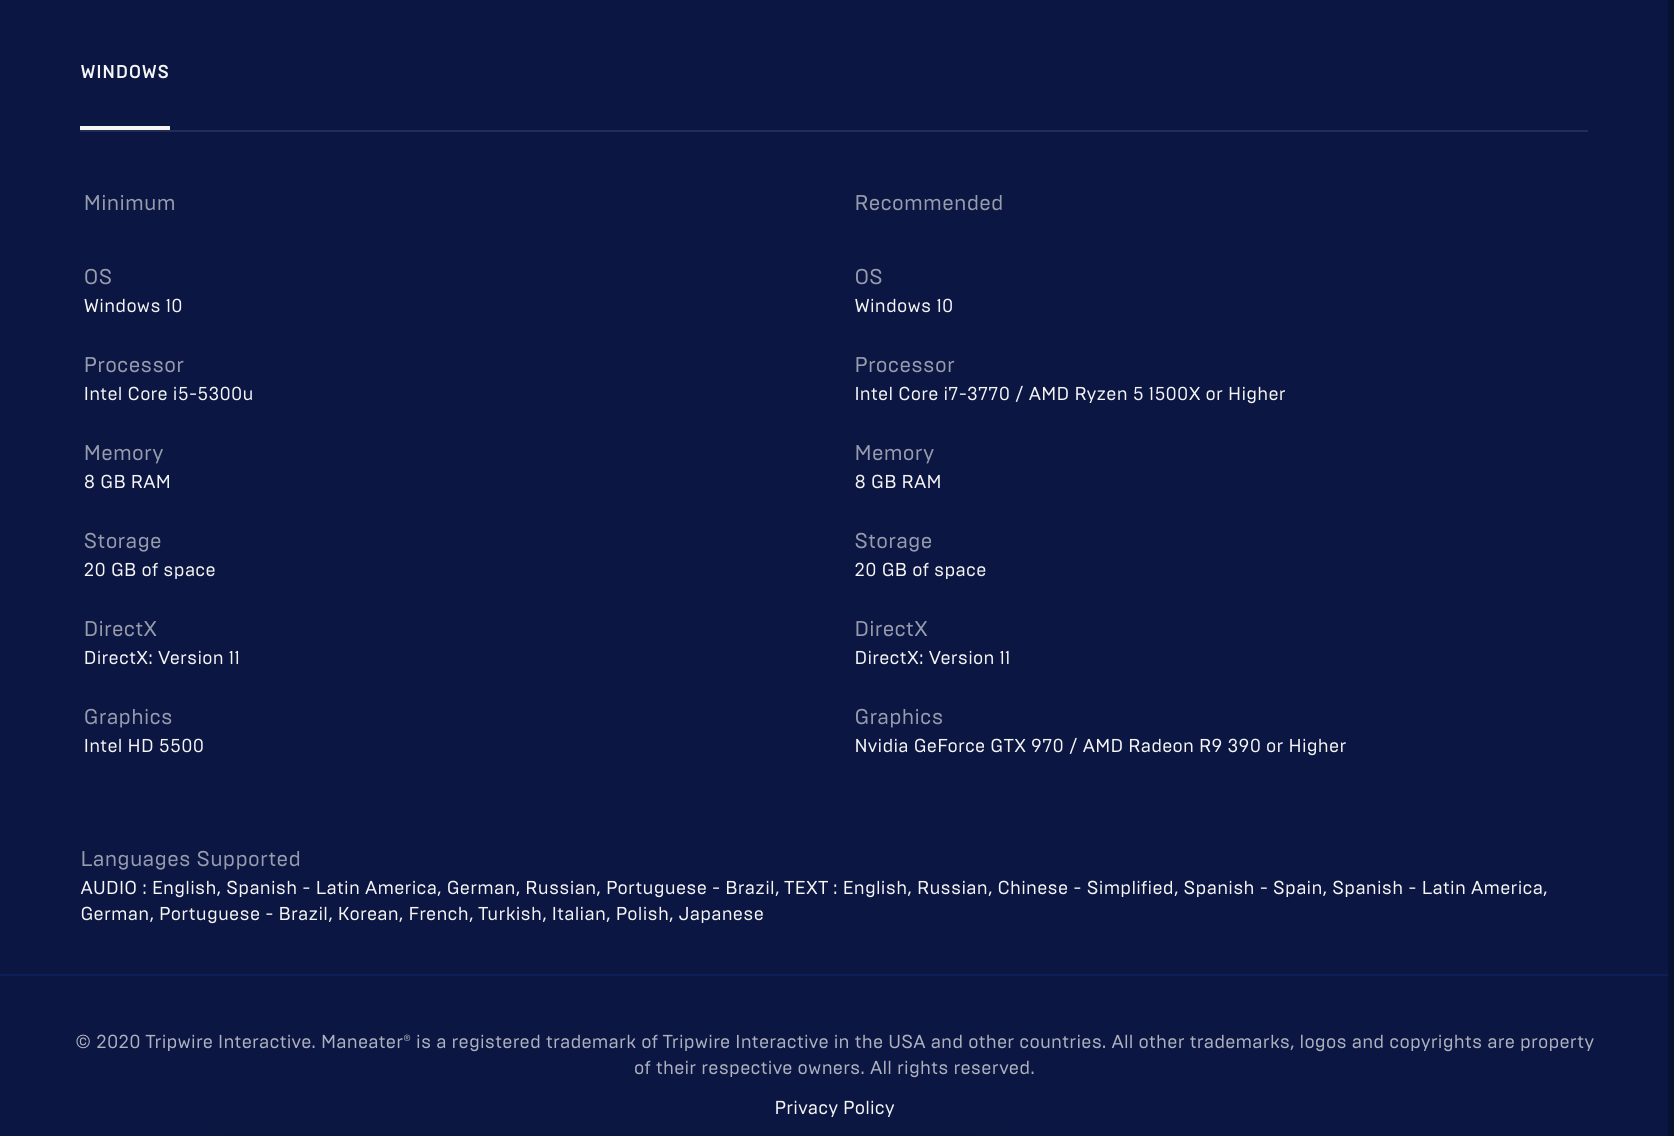 WINDOWS
Minimum
OS
Windows 10
Processor
Intel Core i5-5300u
Memory
8 GB RAM
Storage
20 GB of space
DirectX
DirectX: Version 11
Graphics
Intel HD 5500
Recommended
OS
Windows 10
Processor
Intel Core i7-3770 / AMD Ryzen 5 1500X or Higher
Memory
8 GB RAM
Storage
20 GB of space
DirectX
DirectX: Version 11
Graphics
Nvidia GeForce GTX 970 / AMD Radeon R9 390 or Higher
Languages Supported
AUDIO : English, Spanish - Latin America, German, Russian, Portuguese - Brazil, TEXT : English, Russian, Chinese - Simplified, Spanish - Spain, Spanish - Latin America,
German, Portuguese - Brazil, Korean, French, Turkish, Italian, Polish, Japanese
© 2020 Tripwire Interactive. Maneater® is a registered trademark of Tripwire Interactive in the USA and other countries. All other trademarks, logos and copyrights are property
of their respective owners. All rights reserved.
Privacy Policy